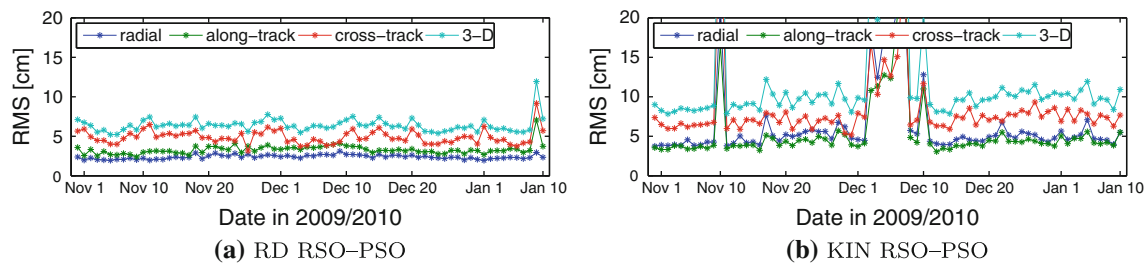 20
15
10
5
0
RMS [cm]
radial along-track cross-track 3-D
Nov 1 Nov 10 Nov 20 Dec 1 Dec 10 Dec 20 Jan 1 Jan 10
Date in 2009/2010
(a) RD RSO–PSO
20
15
10
5
0
RMS [cm]
radial along-track cross-track 3-D
Nov 1 Nov 10 Nov 20 Dec 1 Dec 10 Dec 20 Jan 1 Jan 10
Date in 2009/2010
(b) KIN RSO–PSO